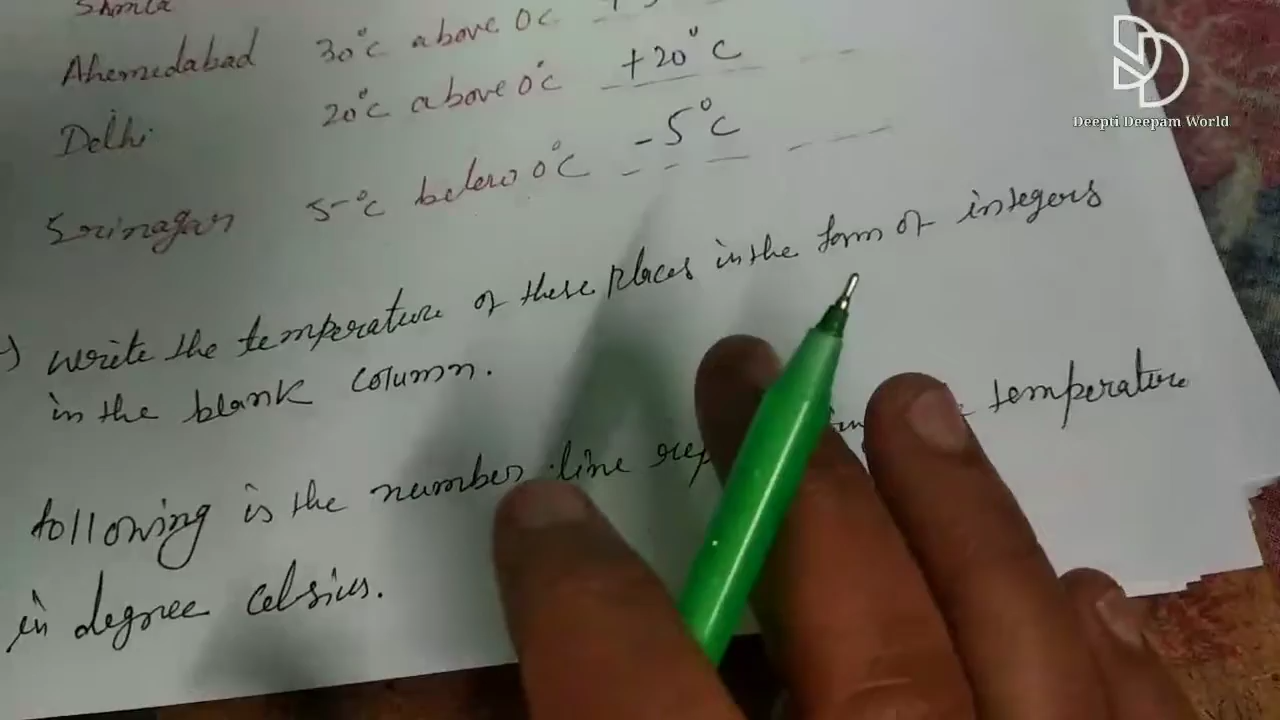 Shimla
Ahemedabad 30°c above 0c
Delhi 20°c above 0°c +20°C
Srinagar 5°c below 0°C -5°C
) write the temperature of these places in the form of integers
in the blank column.
following is the number line rep temperature
in degree celsius.
Deepti Deepam World